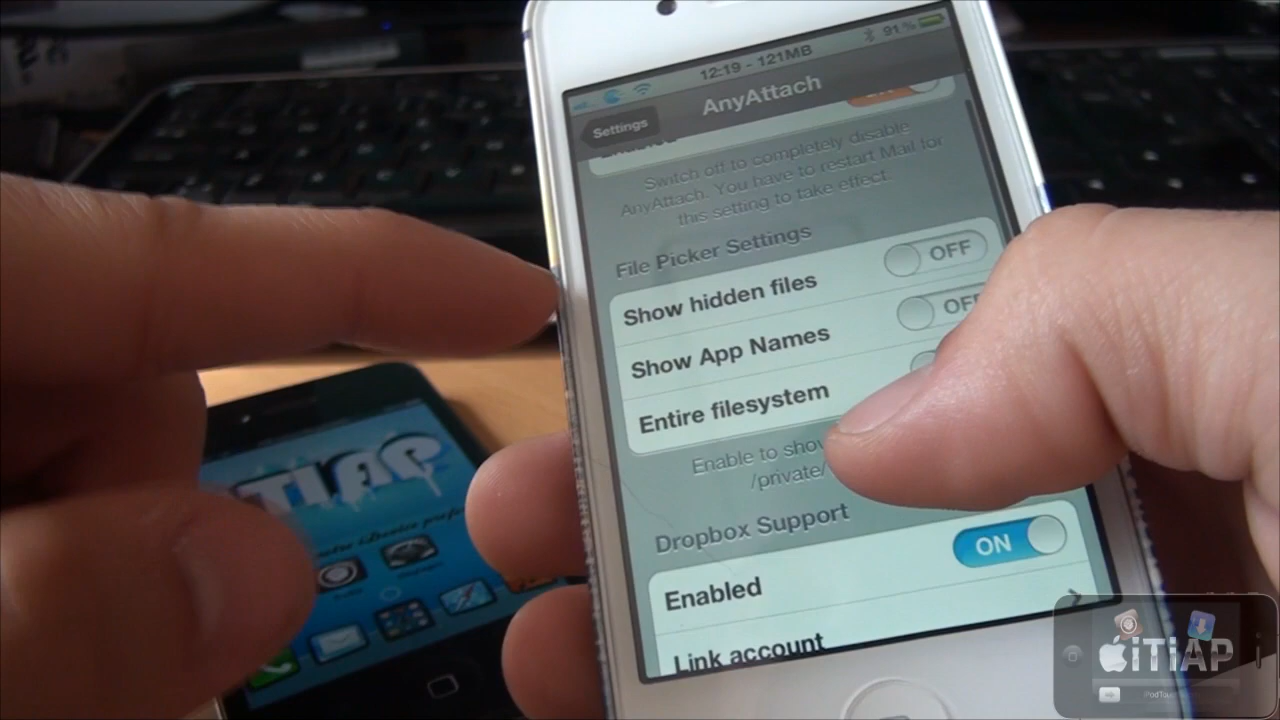 12:19 - 121MB
91 %
Settings
AnyAttach
Enabled
Switch off to completely disable
AnyAttach. You have to restart Mail for
this setting to take effect.
File Picker Settings
Show hidden files
OFF
Show App Names
OFF
Entire filesystem
Enable to show
/private/
Dropbox Support
Enabled
ON
Link account
iTiAP